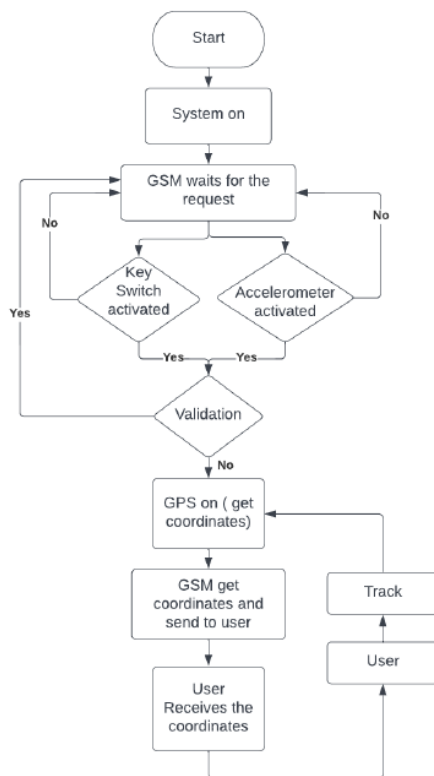 Start
System on
GSM waits for the
request
No
No
Key
Switch
activated
Accelerometer
activated
Yes
Yes
Yes
Validation
No
GPS on ( get
coordinates)
GSM get
coordinates and
send to user
Track
User
User
Receives the
coordinates